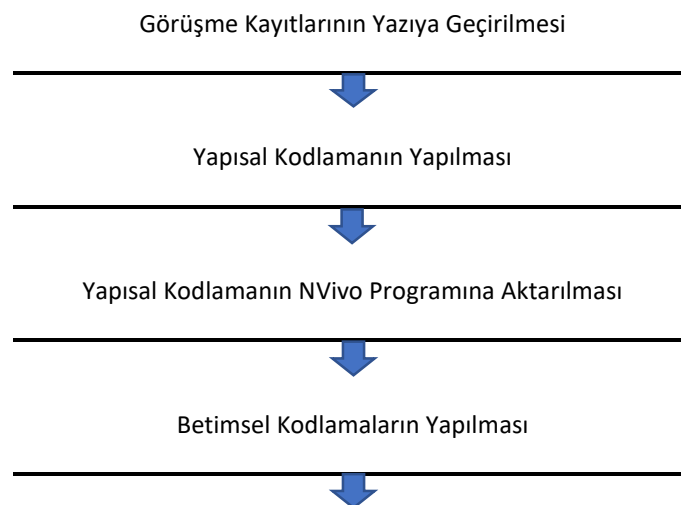 Görüşme Kayıtlarının Yazıya Geçirilmesi
Yapısal Kodlamanın Yapılması
Yapısal Kodlamanın NVivo Programına Aktarılması
Betimsel Kodlamaların Yapılması